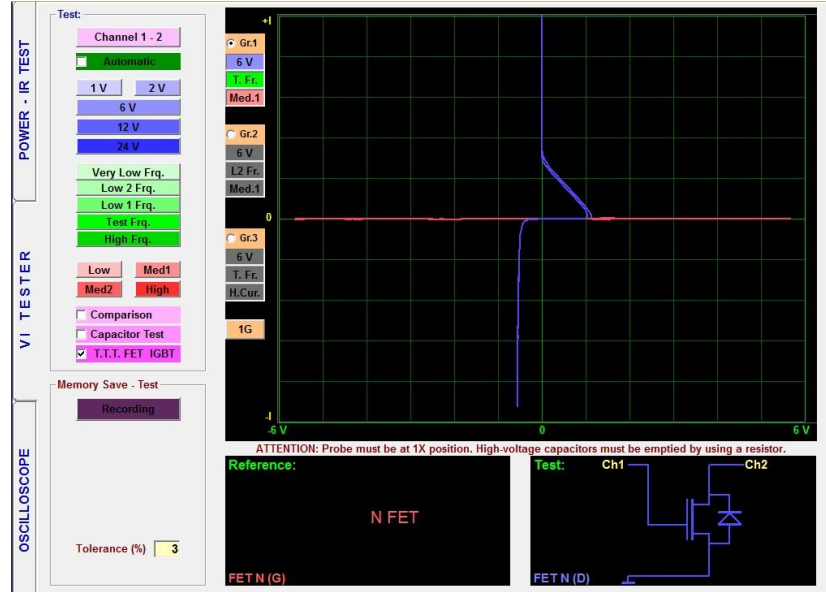 Test:
POWER - IR TEST
VI TESTER
OSCILLOSCOPE
Channel 1 - 2
Automatic
1 V
2 V
6 V
12 V
24 V
Very Low Frq.
Low 2 Frq.
Low 1 Frq.
Test Frq.
High Frq.
Low
Med1
Med2
High
Comparison
Capacitor Test
T.T.T. FET IGBT
Memory Save - Test
Recording
Tolerance (%) 3
Gr.1
6 V
T. Fr.
Med.1
Gr.2
6 V
L2 Fr.
Med.1
Gr.3
6 V
T. Fr.
H.Cur.
1G
+I
0
-I
-6 V
0
6 V
ATTENTION: Probe must be at 1X position. High-voltage capacitors must be emptied by using a resistor.
Reference:
N FET
FET N (G)
Test:
Ch1
Ch2
FET N (D)